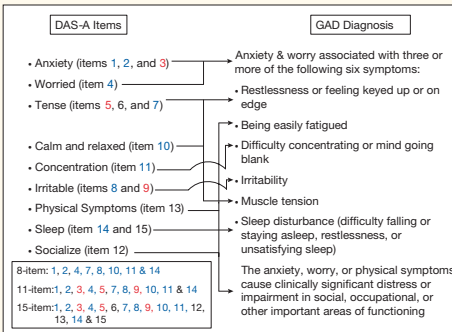 DAS-A Items
• Anxiety (items 1, 2, and 3)
• Worried (item 4)
• Tense (items 5, 6, and 7)
• Calm and relaxed (item 10)
• Concentration (item 11)
• Irritable (items 8 and 9)
• Physical Symptoms (item 13)
• Sleep (item 14 and 15)
• Socialize (item 12)
8-item: 1, 2, 4, 7, 8, 10, 11 & 14
11-item: 1, 2, 3, 4, 5, 7, 8, 9, 10, 11 & 14
15-item: 1, 2, 3, 4, 5, 6, 7, 8, 9, 10, 11, 12,
13, 14 & 15
GAD Diagnosis
Anxiety & worry associated with three or
more of the following six symptoms:
• Restlessness or feeling keyed up or on
edge
• Being easily fatigued
• Difficulty concentrating or mind going
blank
• Irritability
• Muscle tension
• Sleep disturbance (difficulty falling or
staying asleep, restlessness, or
unsatisfying sleep)
The anxiety, worry, or physical symptoms
cause clinically significant distress or
impairment in social, occupational, or
other important areas of functioning